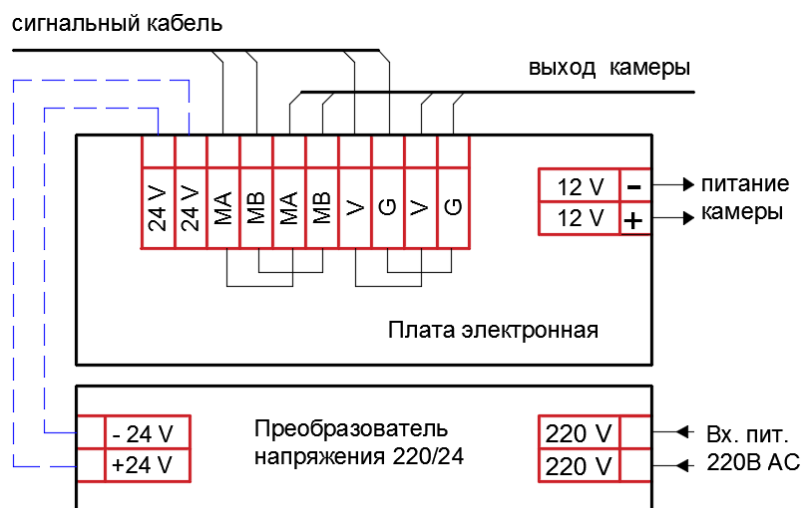 сигнальный кабель
выход камеры
24 V 24 V MA MB MA MB V G V G
12 V - питание
12 V + камеры
Плата электронная
- 24 V
+24 V
Преобразователь
напряжения 220/24
220 V Вх. пит.
220 V 220В АС